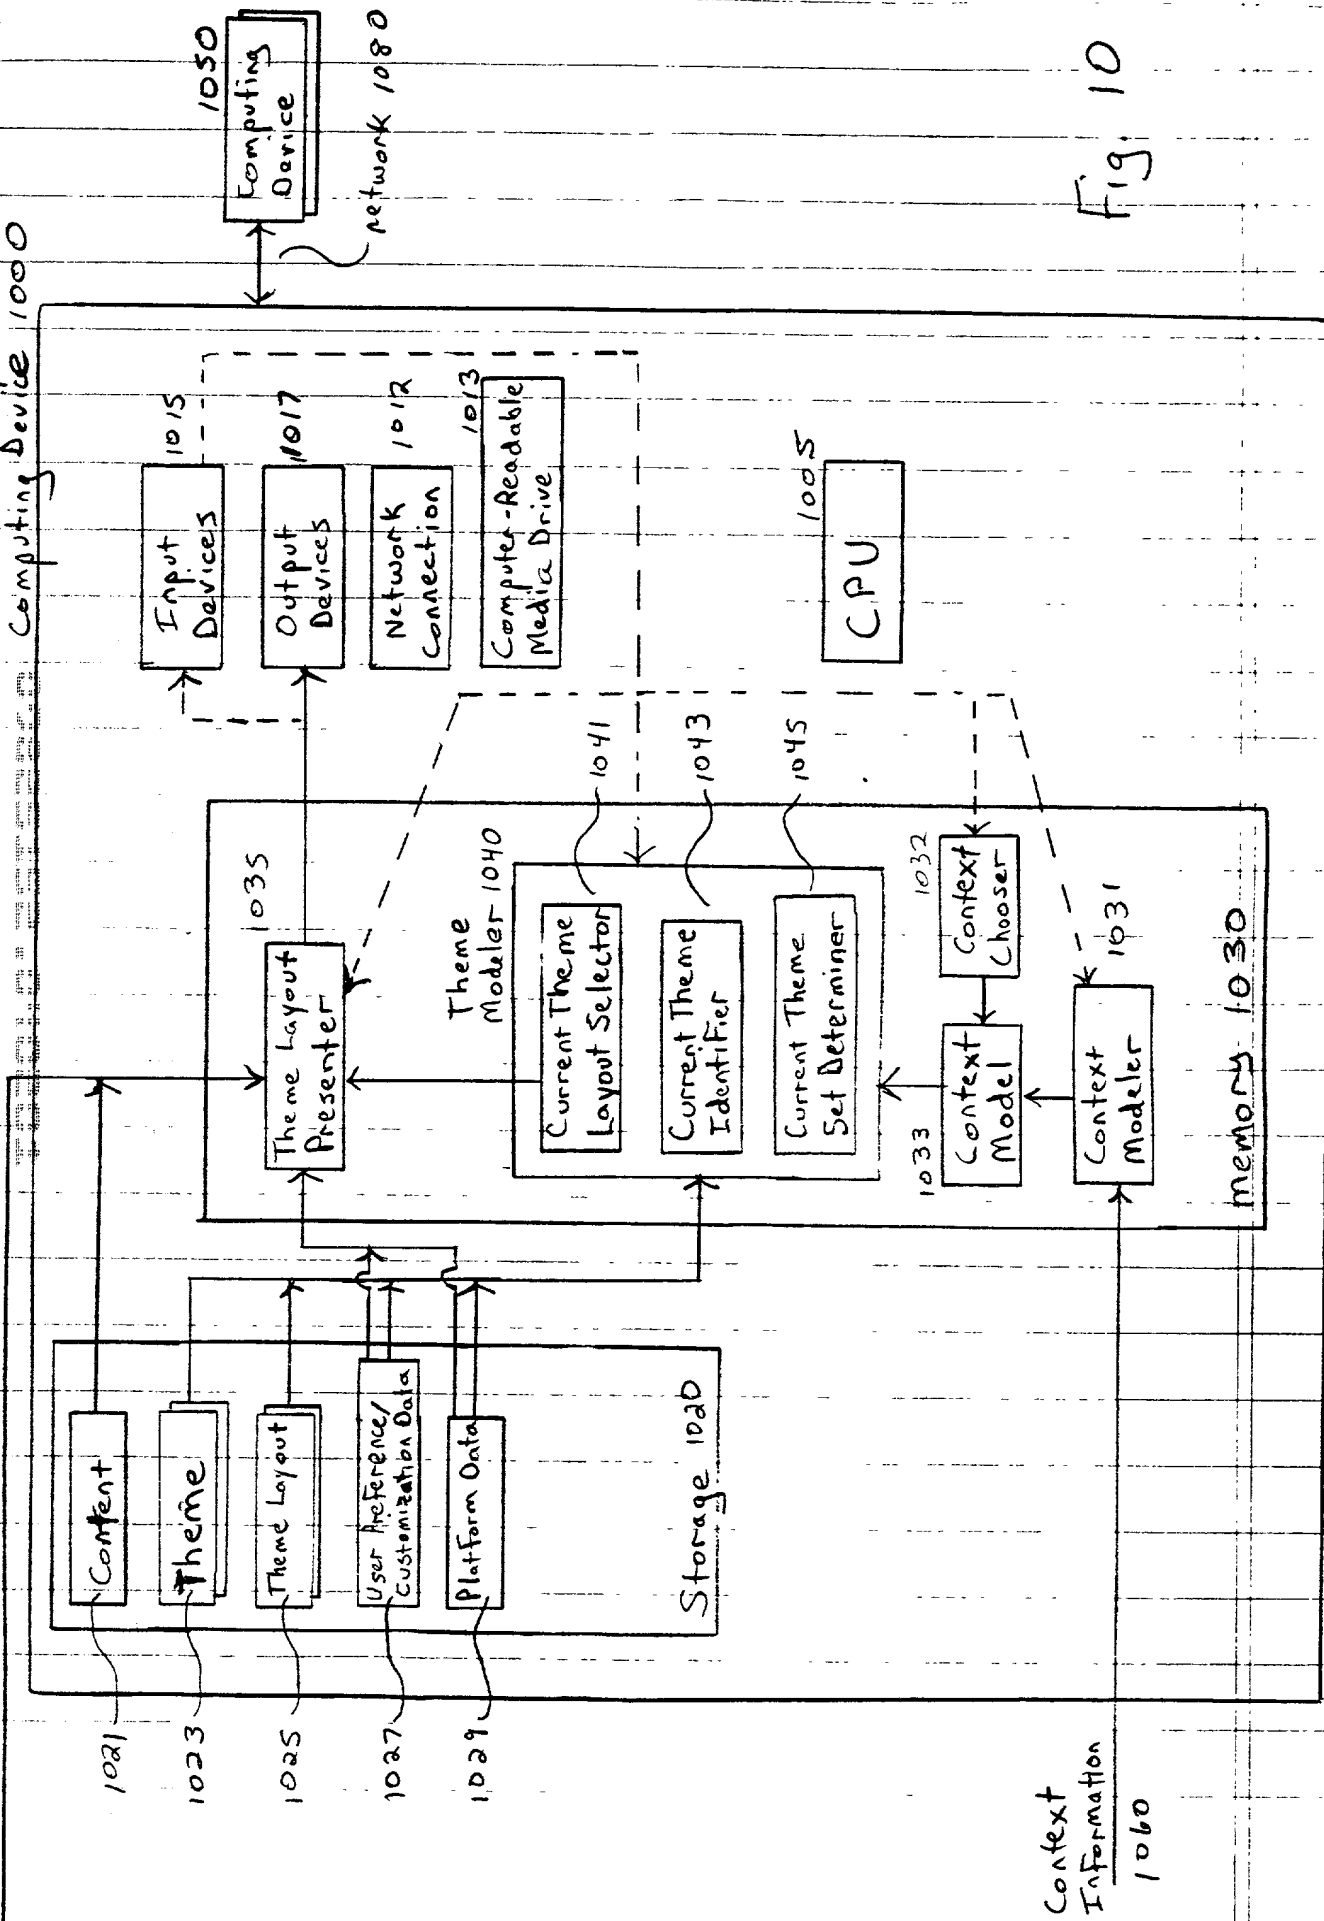 Computing Device 1000
1050
Computing
Device
network 1080
Input
Devices
1015
Output
Devices
1017
Network
Connection
1012
Computer-Readable
Media Drive
1013
CPU
1005
Theme Layout
Presenter
1035
Theme
Modeler 1040
Current Theme
Layout Selector
1041
Current Theme
Identifier
1043
Current Theme
Set Determiner
1045
1032
Context
Chooser
1033
Context
Model
Context
Modeler
1031
memory 1030
Content
1021
Theme
1023
Theme Layout
1025
User Preference/
Customization Data
1027
Platform Data
1029
Storage 1020
Context
Information
1060
Fig. 10